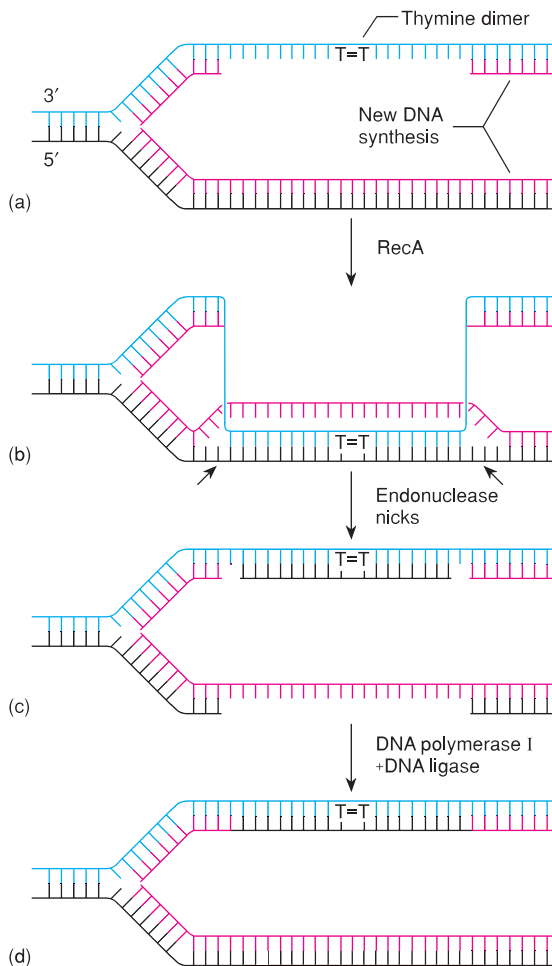 Thymine dimer
T=T
3′
New DNA
synthesis
5′
(a)
RecA
T=T
(b)
Endonuclease
nicks
T=T
(c)
DNA polymerase I
+DNA ligase
T=T
(d)